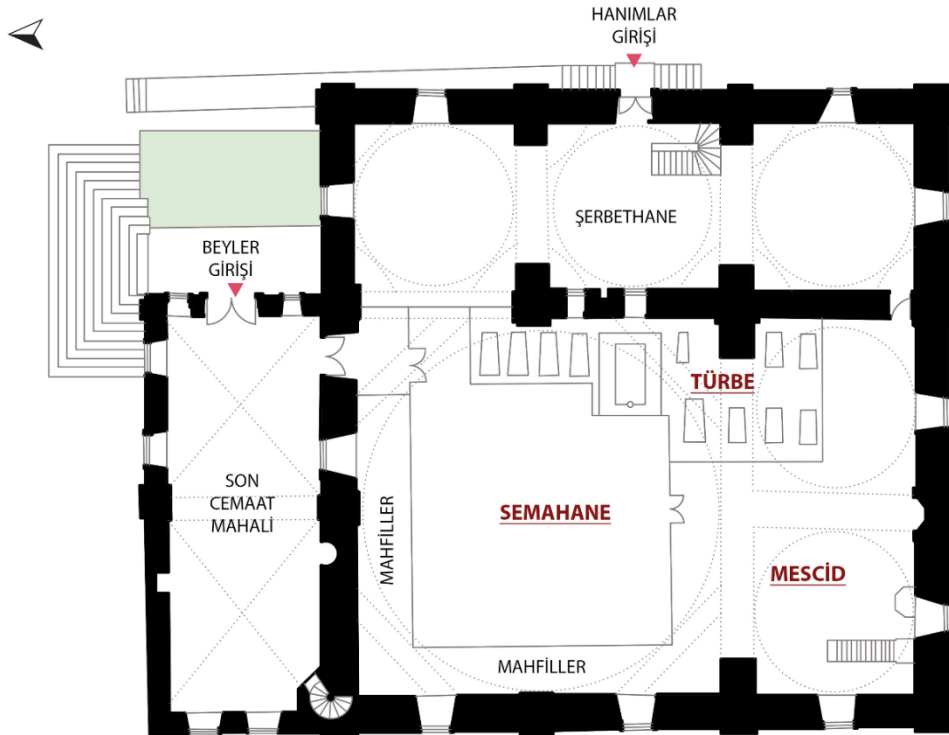 HANIMLAR
GİRİŞİ
ŞERBETHANE
BEYLER
GİRİŞİ
TÜRBE
SON
CEMAAT
MAHALİ
MAHFİLLER
SEMAHANE
MESCİD
MAHFİLLER